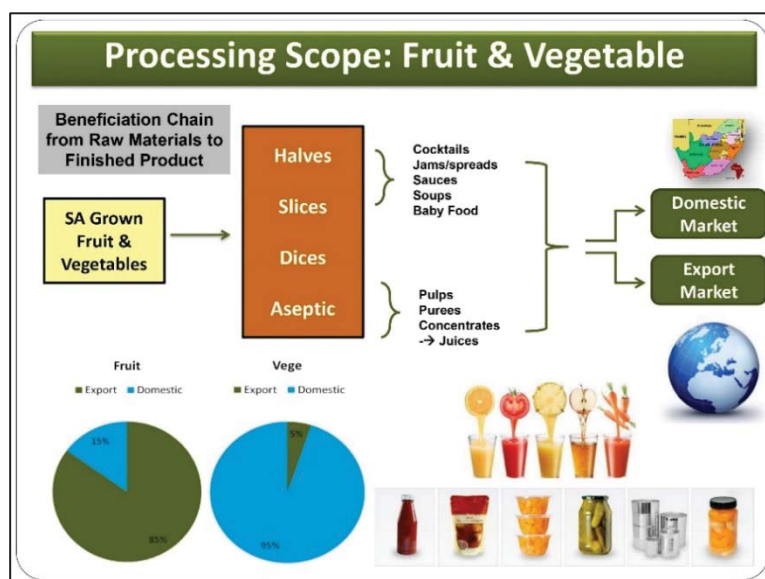 Processing Scope: Fruit & Vegetable
Beneficiation Chain
from Raw Materials to
Finished Product
SA Grown
Fruit &
Vegetables
Halves
Slices
Dices
Aseptic
Cocktails
Jams/spreads
Sauces
Soups
Baby Food
Pulps
Purees
Concentrates
-→ Juices
Domestic
Market
Export
Market
Fruit
Export Domestic
15%
85%
Vege
Export Domestic
5%
95%